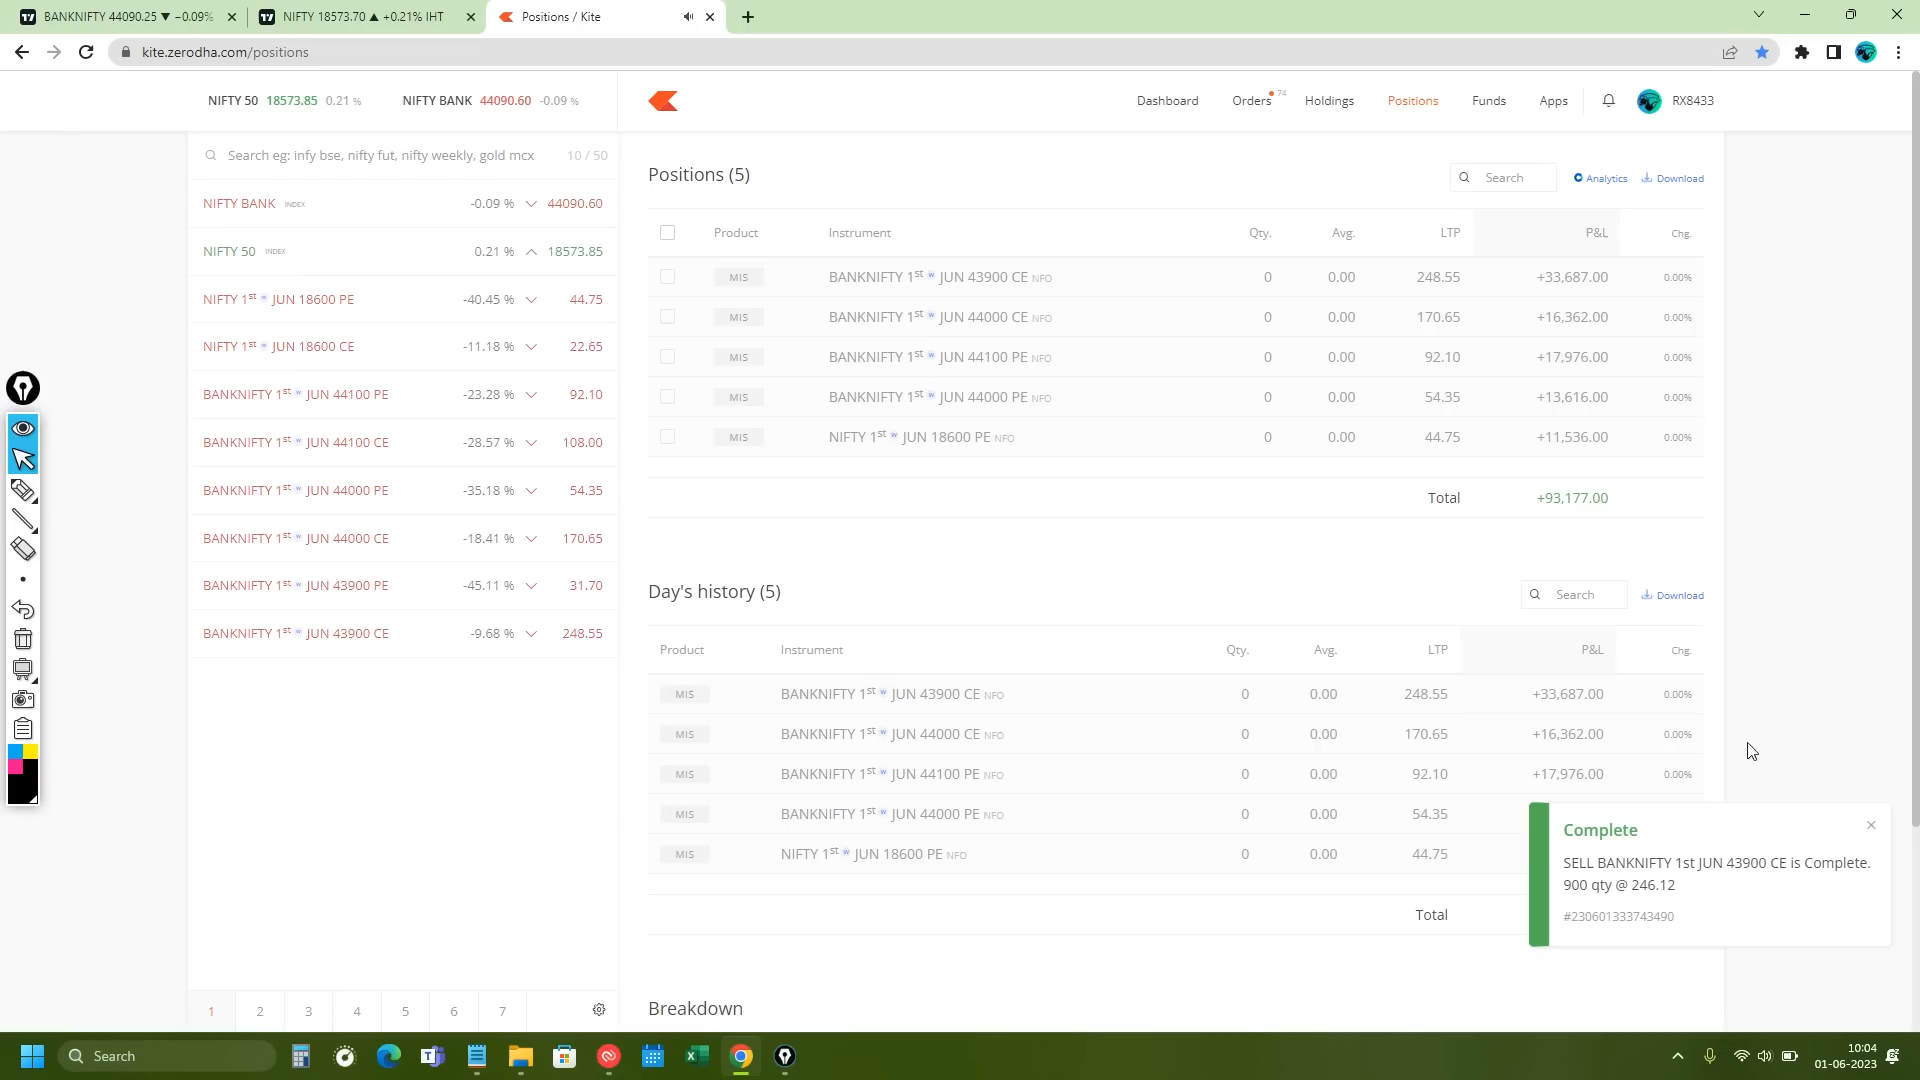 BANKNIFTY 44090.25 ▼ −0.09%
NIFTY 18573.70 ▲ +0.21% IHT
Positions / Kite
kite.zerodha.com/positions
NIFTY 50 18573.85 0.21 %
NIFTY BANK 44090.60 -0.09 %
Dashboard
Orders 74
Holdings
Positions
Funds
Apps
RX8433
Search eg: infy bse, nifty fut, nifty weekly, gold mcx 10 / 50
NIFTY BANK INDEX -0.09 % 44090.60
NIFTY 50 INDEX 0.21 % 18573.85
NIFTY 1st w JUN 18600 PE -40.45 % 44.75
NIFTY 1st w JUN 18600 CE -11.18 % 22.65
BANKNIFTY 1st w JUN 44100 PE -23.28 % 92.10
BANKNIFTY 1st w JUN 44100 CE -28.57 % 108.00
BANKNIFTY 1st w JUN 44000 PE -35.18 % 54.35
BANKNIFTY 1st w JUN 44000 CE -18.41 % 170.65
BANKNIFTY 1st w JUN 43900 PE -45.11 % 31.70
BANKNIFTY 1st w JUN 43900 CE -9.68 % 248.55
1 2 3 4 5 6 7
Positions (5)
Search Analytics Download
Product Instrument Qty. Avg. LTP P&L Chg.
MIS BANKNIFTY 1st w JUN 43900 CE NFO 0 0.00 248.55 +33,687.00 0.00%
MIS BANKNIFTY 1st w JUN 44000 CE NFO 0 0.00 170.65 +16,362.00 0.00%
MIS BANKNIFTY 1st w JUN 44100 PE NFO 0 0.00 92.10 +17,976.00 0.00%
MIS BANKNIFTY 1st w JUN 44000 PE NFO 0 0.00 54.35 +13,616.00 0.00%
MIS NIFTY 1st w JUN 18600 PE NFO 0 0.00 44.75 +11,536.00 0.00%
Total +93,177.00
Day's history (5)
Search Download
Product Instrument Qty. Avg. LTP P&L Chg.
MIS BANKNIFTY 1st w JUN 43900 CE NFO 0 0.00 248.55 +33,687.00 0.00%
MIS BANKNIFTY 1st w JUN 44000 CE NFO 0 0.00 170.65 +16,362.00 0.00%
MIS BANKNIFTY 1st w JUN 44100 PE NFO 0 0.00 92.10 +17,976.00 0.00%
MIS BANKNIFTY 1st w JUN 44000 PE NFO 0 0.00 54.35
MIS NIFTY 1st w JUN 18600 PE NFO 0 0.00 44.75
Total
Complete
SELL BANKNIFTY 1st JUN 43900 CE is Complete.
900 qty @ 246.12
#230601333743490
Breakdown
Search
10:04
01-06-2023